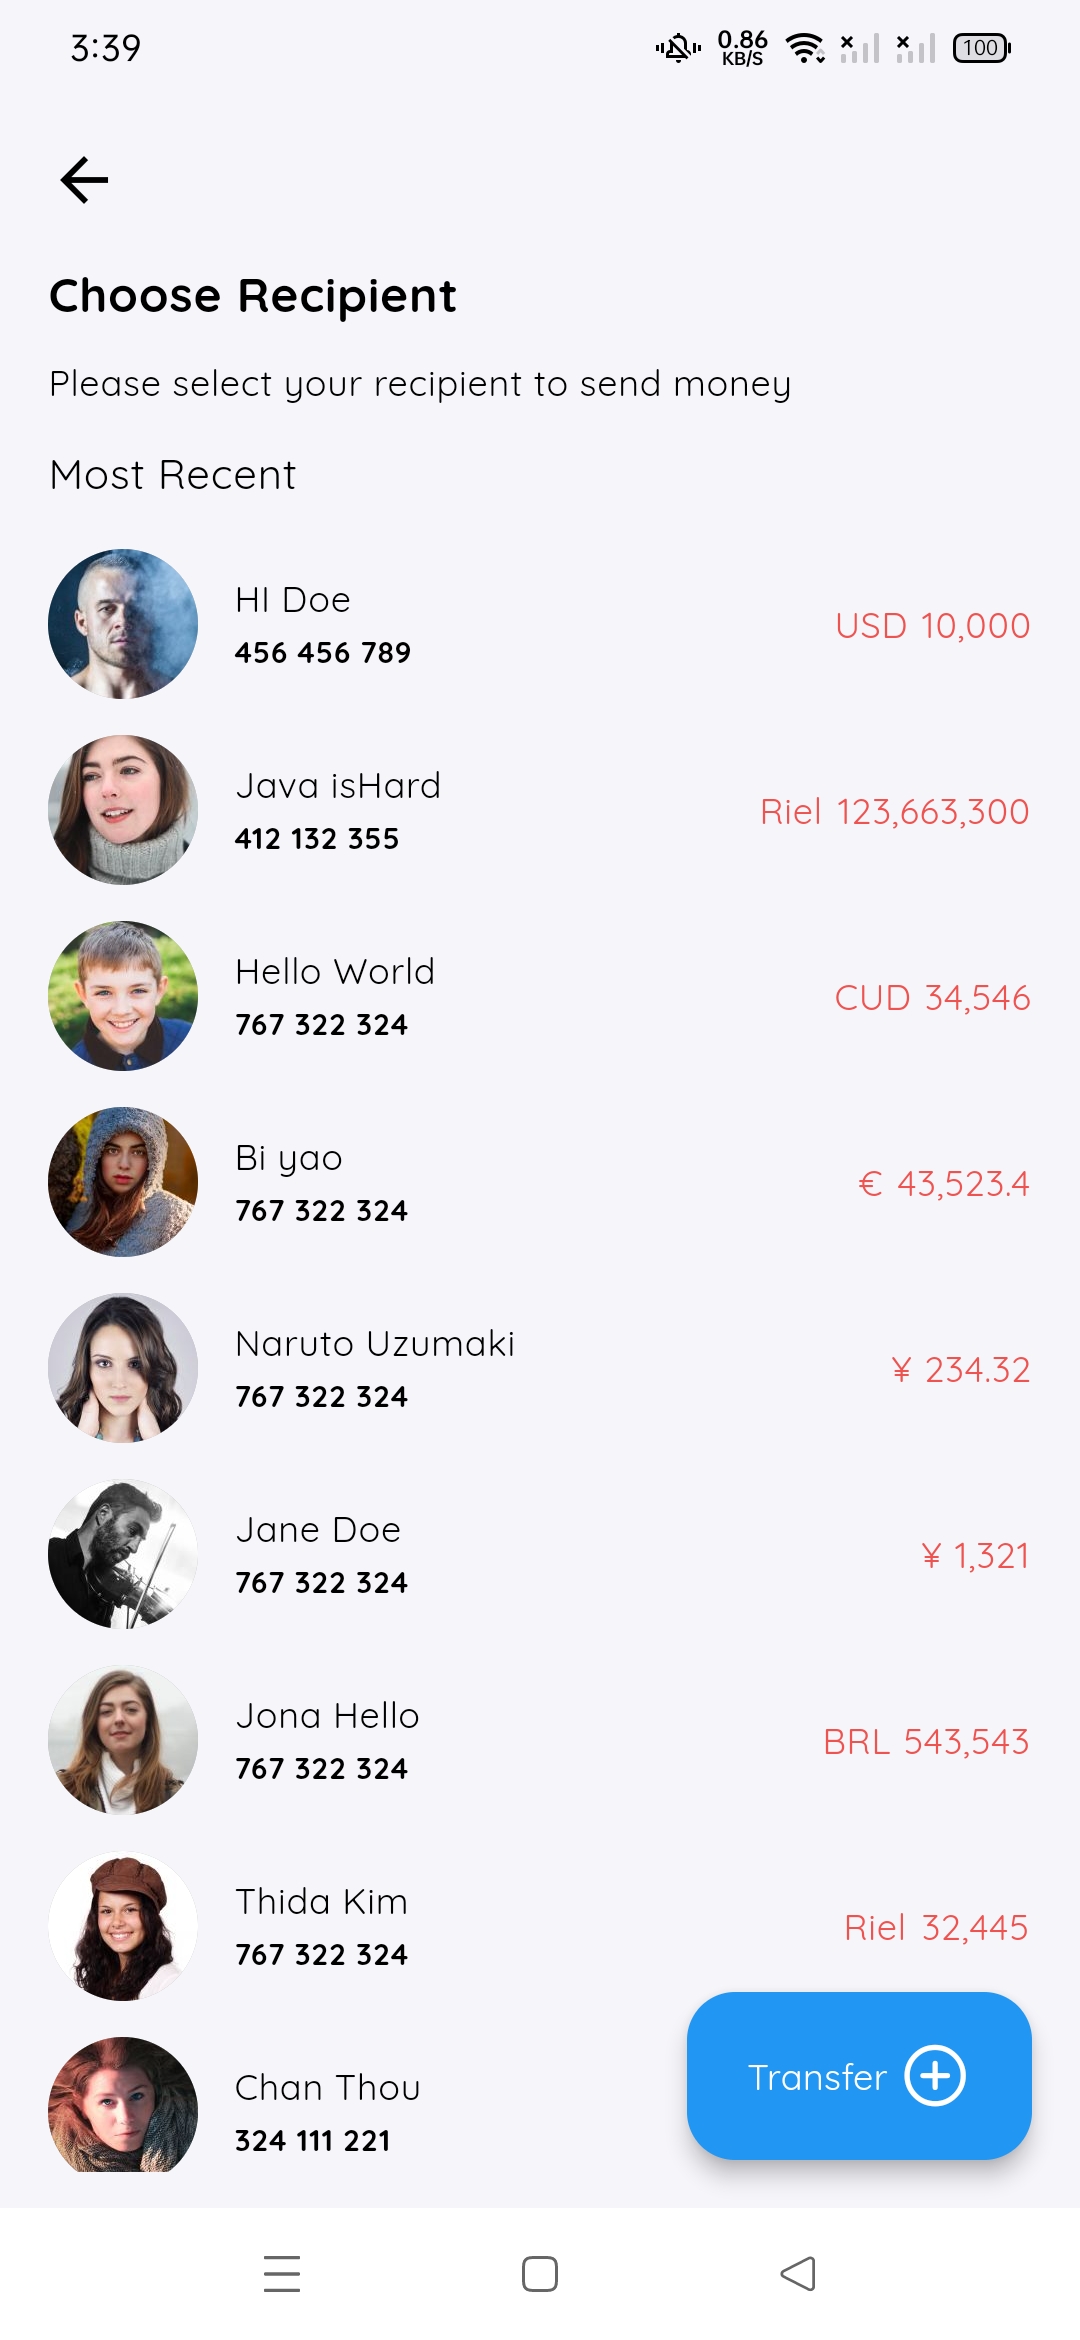 3:39
0.86
KB/S
100
Choose Recipient
Please select your recipient to send money
Most Recent
HI Doe
456 456 789
USD 10,000
Java isHard
412 132 355
Riel 123,663,300
Hello World
767 322 324
CUD 34,546
Bi yao
767 322 324
€ 43,523.4
Naruto Uzumaki
767 322 324
¥ 234.32
Jane Doe
767 322 324
¥ 1,321
Jona Hello
767 322 324
BRL 543,543
Thida Kim
767 322 324
Riel 32,445
Chan Thou
324 111 221
Transfer